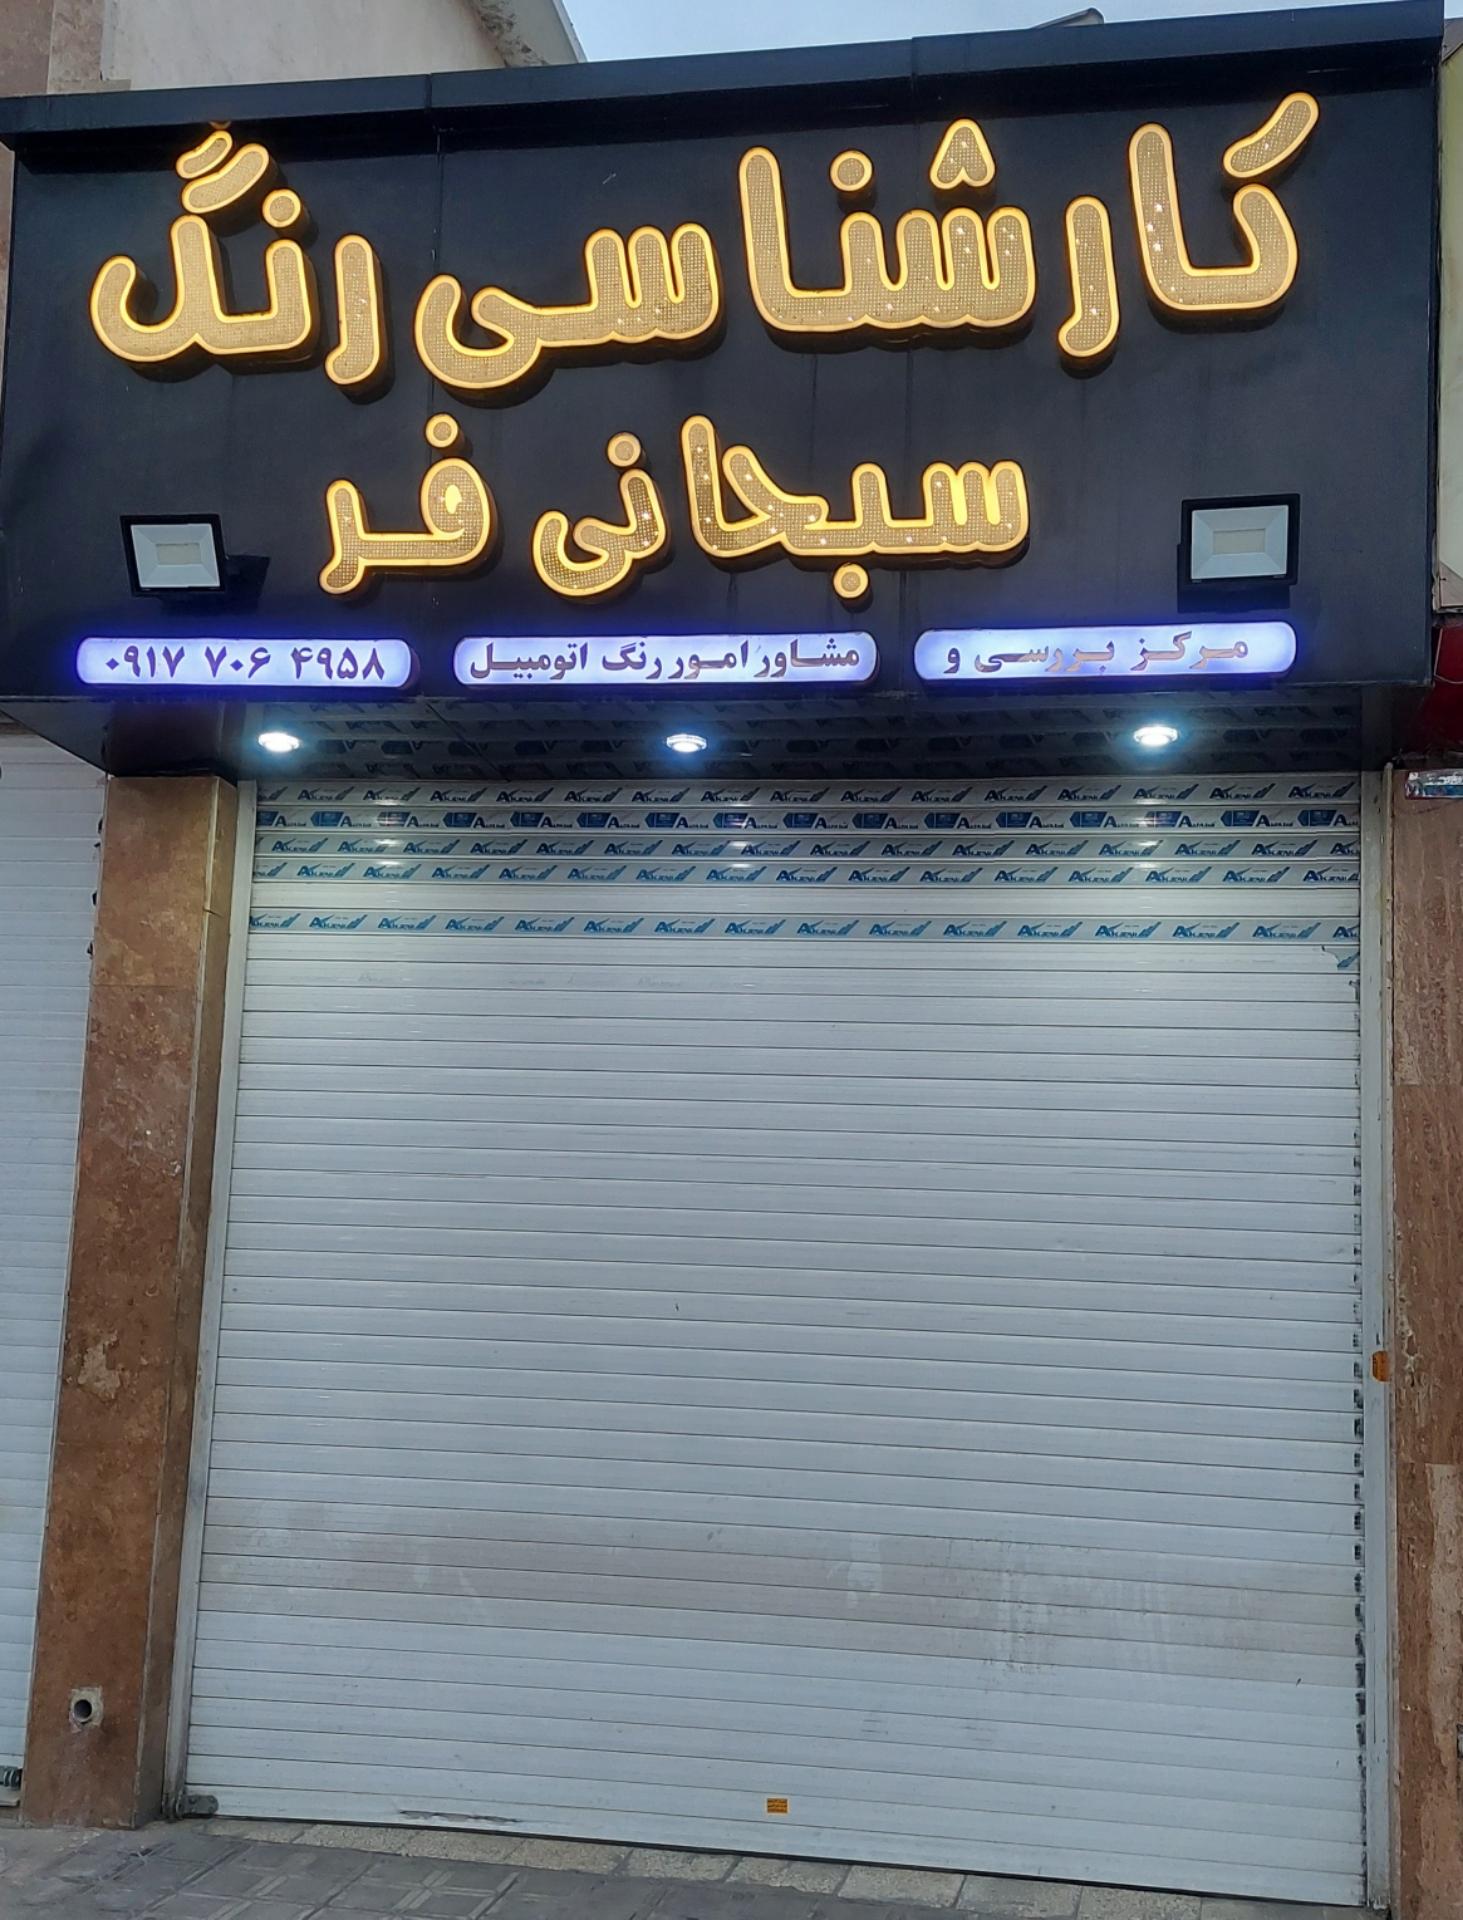 کارشناسی رنگ
سبحانی فر
مرکز بررسی و مشاور امور رنگ اتومبیل ۰۹۱۷ ۷۰۶ ۴۹۵۸